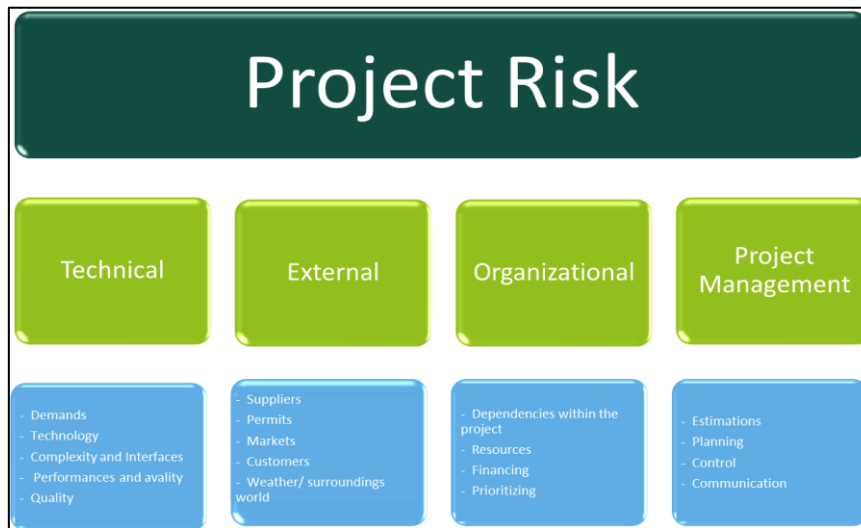 Project Risk
Technical
External
Organizational
Project
Management
- Demands
- Technology
- Complexity and Interfaces
- Performances and avality
- Quality
- Suppliers
- Permits
- Markets
- Customers
- Weather/ surroundings
world
- Dependencies within the
project
- Resources
- Financing
- Prioritizing
- Estimations
- Planning
- Control
- Communication